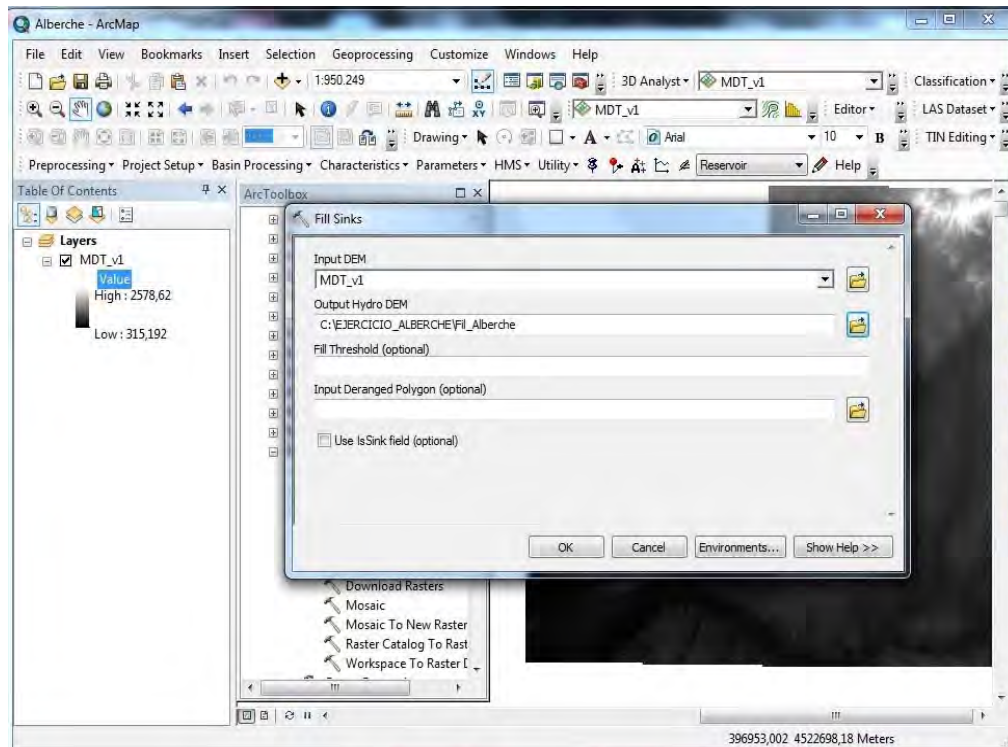 Alberche - ArcMap
File Edit View Bookmarks Insert Selection Geoprocessing Customize Windows Help
1:950.249 3D Analyst MDT_v1 Classification
MDT_v1 Editor LAS Dataset
Drawing A Arial 10 B TIN Editing
Preprocessing Project Setup Basin Processing Characteristics Parameters HMS Utility Reservoir Help
Table Of Contents
ArcToolbox
Layers
MDT_v1
Value
High : 2578,62
Low : 315,192
Fill Sinks
Input DEM
MDT_v1
Output Hydro DEM
C:\EJERCICIO_ALBERCHE\Fil_Alberche
Fill Threshold (optional)
Input Deranged Polygon (optional)
Use IsSink field (optional)
OK Cancel Environments... Show Help >>
Download Rasters
Mosaic
Mosaic To New Raster
Raster Catalog To Rast
Workspace To Raster D
396953,002 4522698,18 Meters